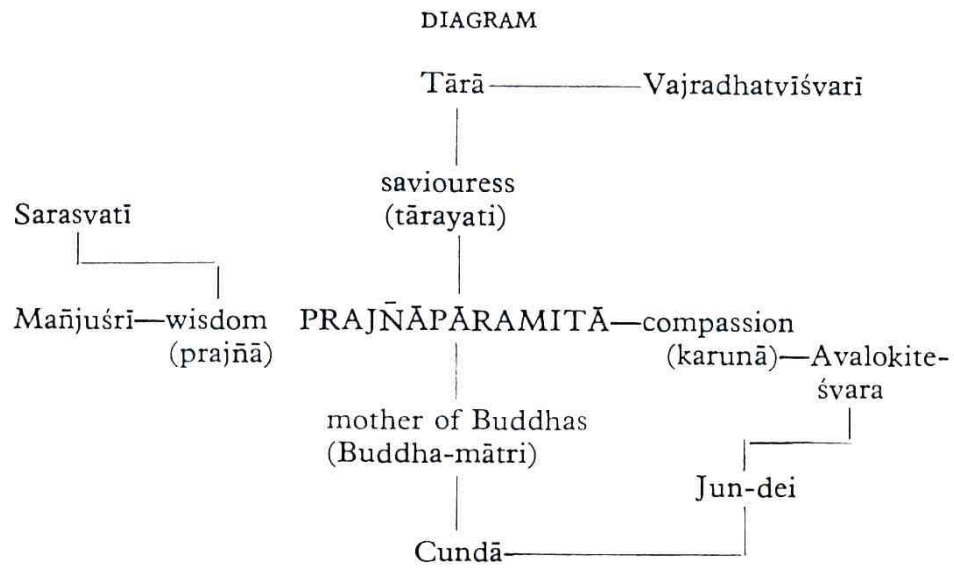 DIAGRAM
Tārā Vajradhatvīśvarī
saviouress
(tārayati)
Sarasvatī
Mañjuśrī—wisdom PRAJÑĀPĀRAMITĀ—compassion
(prajñā) (karunā)—Avalokite-
śvara
mother of Buddhas
(Buddha-mātri)
Jun-dei
Cundā